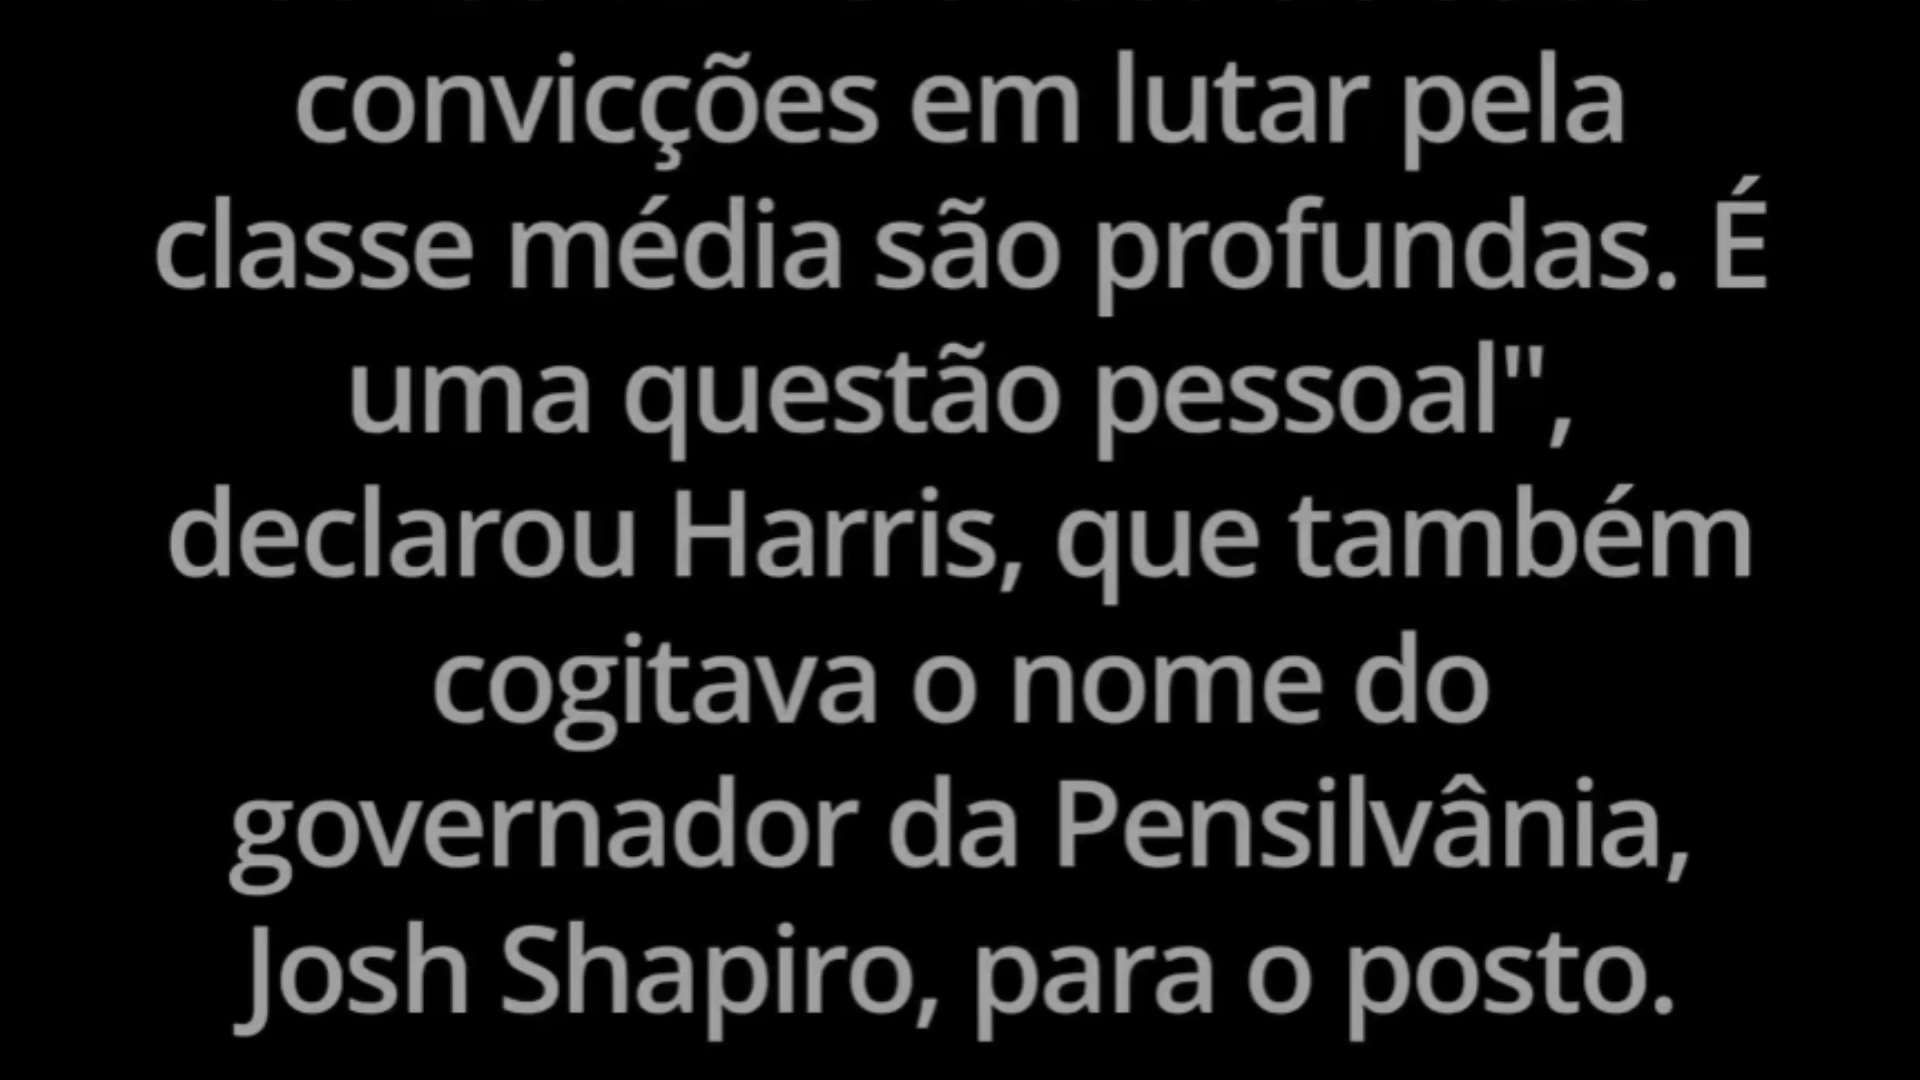 convicções em lutar pela
classe média são profundas. É
uma questão pessoal",
declarou Harris, que também
cogitava o nome do
governador da Pensilvânia,
Josh Shapiro, para o posto.